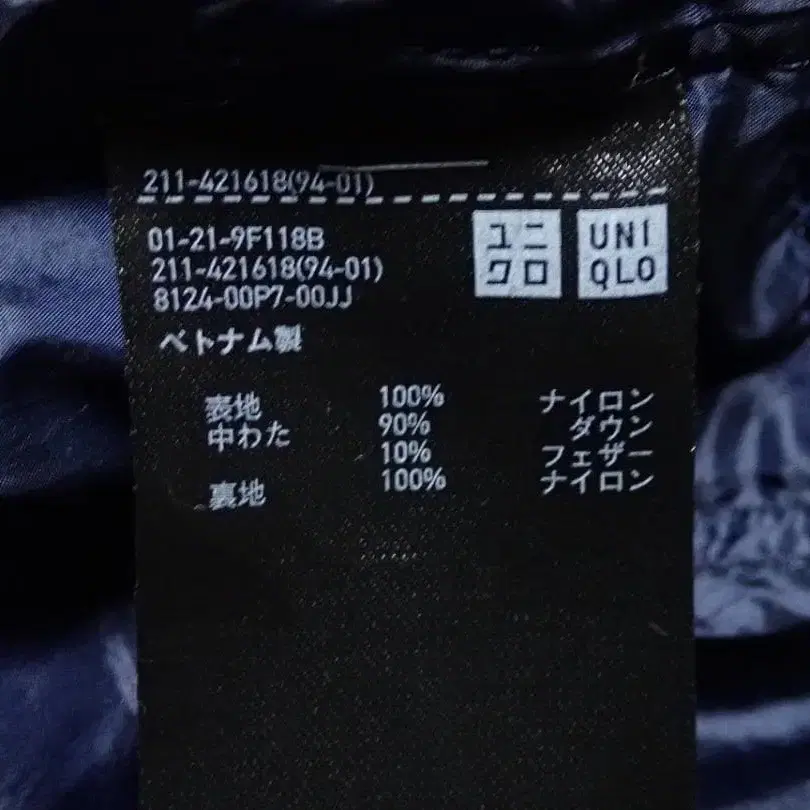 211-421618(94-01)
01-21-9F118B
211-421618(94-01)
8124-00P7-00JJ
ユニ
クロ
UNI
QLO
ベトナム製
表地 100% ナイロン
中わた 90% ダウン
10% フェザー
裏地 100% ナイロン